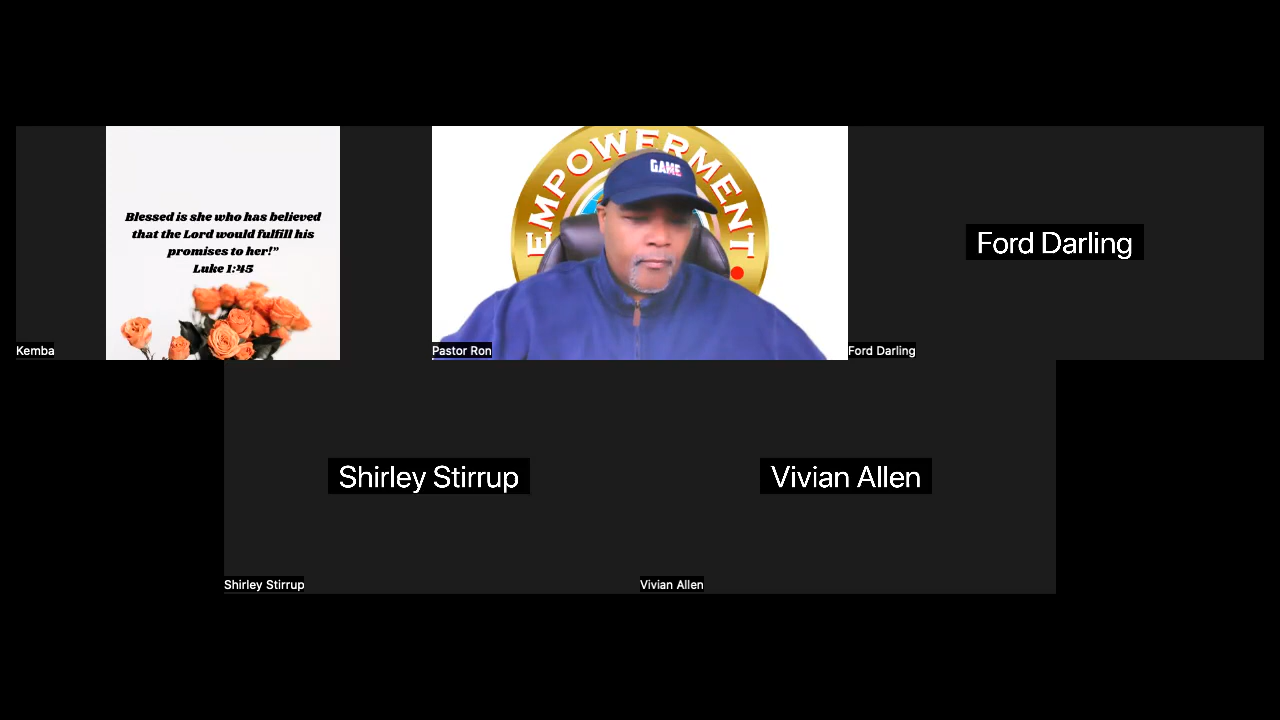 Blessed is she who has believed
that the Lord would fulfill his
promises to her!”
Luke 1:45
Kemba
EMPOWERMENT
GAME
Pastor Ron
Ford Darling
Ford Darling
Shirley Stirrup
Shirley Stirrup
Vivian Allen
Vivian Allen